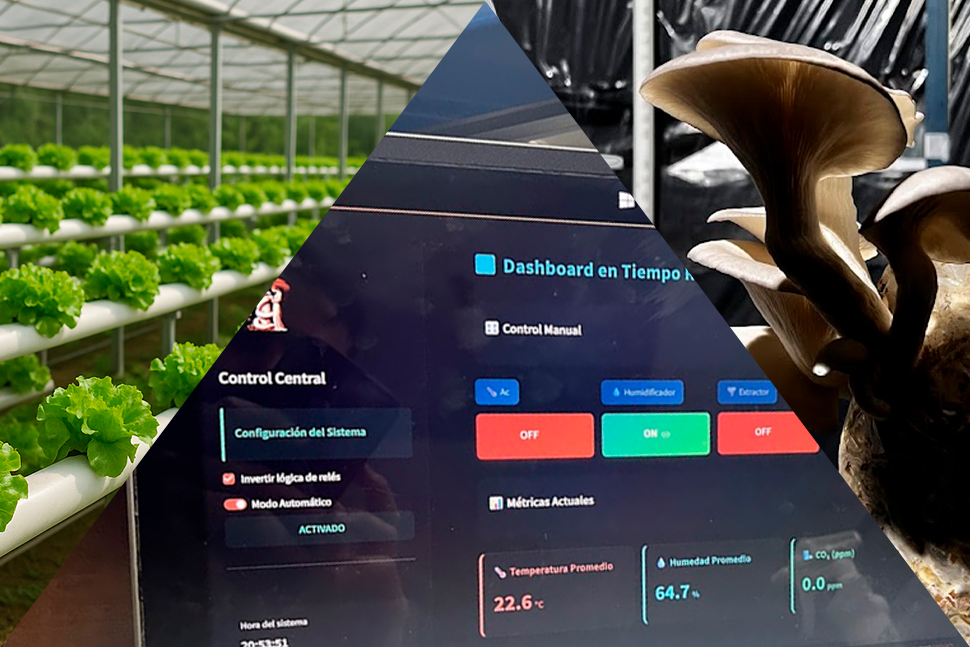 Dashboard en Tiempo
Control Manual
Control Central
Ac
Humidificador
Extractor
Configuración del Sistema
OFF
ON
OFF
Invertir lógica de relés
Modo Automático
Métricas Actuales
ACTIVADO
Temperatura Promedio
22.6 °C
Humedad Promedio
64.7 %
CO₂ (ppm)
0.0 ppm
Hora del sistema
20:53:51